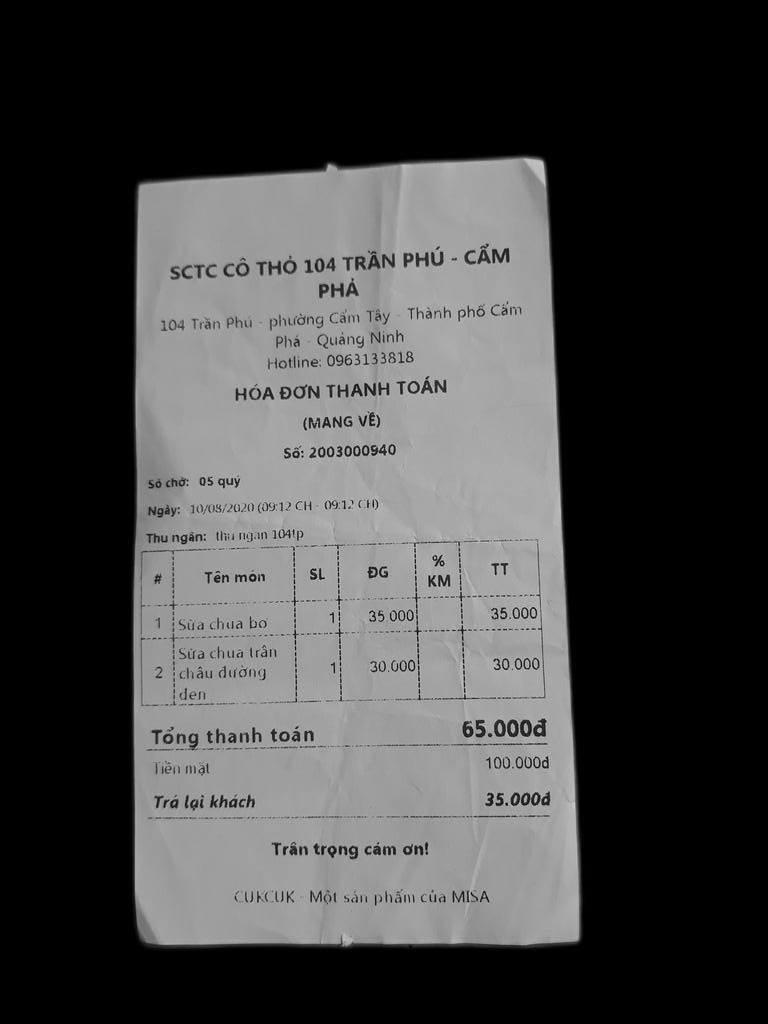 SCTC CÔ THỎ 104 TRẦN PHÚ - CẨM
PHẢ
104 Trần Phú - phường Cẩm Tây - Thành phố Cẩm
Phả - Quảng Ninh
Hotline: 0963133818
HÓA ĐƠN THANH TOÁN
(MANG VỀ)
Số: 2003000940
Số chờ: 05 quý
Ngày: 10/08/2020 (09:12 CH - 09:12 CH)
Thu ngân: thu ngan 104tp
# Tên món SL ĐG % KM TT
1 Sữa chua bơ 1 35.000 35.000
2 Sữa chua trân châu đường đen 1 30.000 30.000
Tổng thanh toán 65.000đ
Tiền mặt 100.000đ
Trả lại khách 35.000đ
Trân trọng cảm ơn!
CUKCUK - Một sản phẩm của MISA